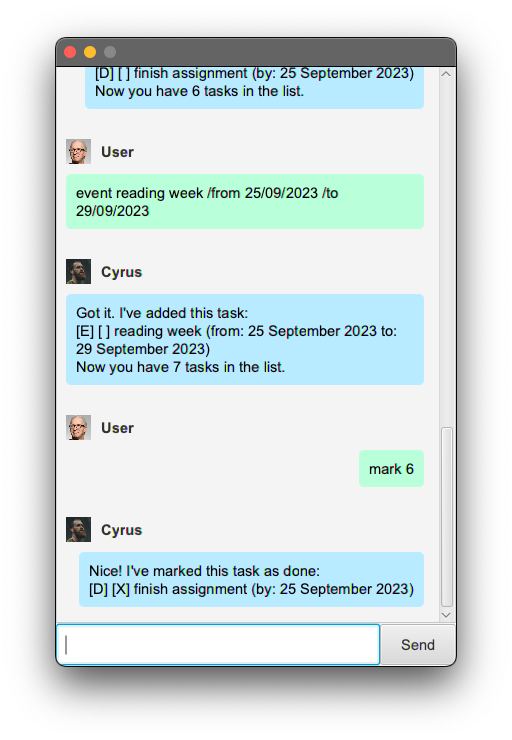 [D] [ ] finish assignment (by: 25 September 2023)
Now you have 6 tasks in the list.
User
event reading week /from 25/09/2023 /to
29/09/2023
Cyrus
Got it. I've added this task:
[E] [ ] reading week (from: 25 September 2023 to:
29 September 2023)
Now you have 7 tasks in the list.
User
mark 6
Cyrus
Nice! I've marked this task as done:
[D] [X] finish assignment (by: 25 September 2023)
Send